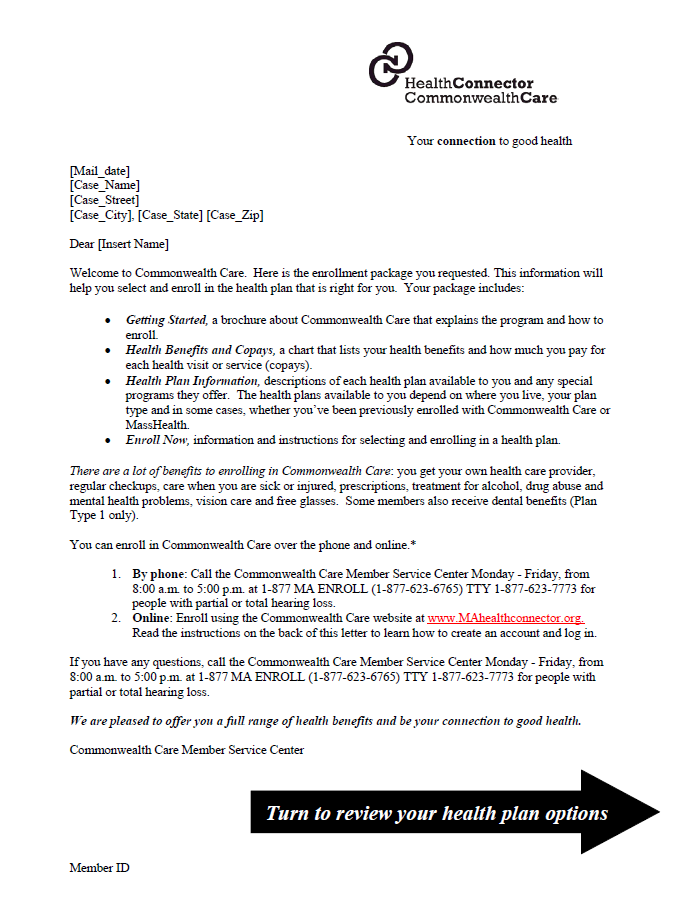 HealthConnector
CommonwealthCare
Your connection to good health
[Mail_date]
[Case_Name]
[Case_Street]
[Case_City], [Case_State] [Case_Zip]
Dear [Insert Name]
Welcome to Commonwealth Care.  Here is the enrollment package you requested. This information will
help you select and enroll in the health plan that is right for you.  Your package includes:
• Getting Started, a brochure about Commonwealth Care that explains the program and how to
enroll.
• Health Benefits and Copays, a chart that lists your health benefits and how much you pay for
each health visit or service (copays).
• Health Plan Information, descriptions of each health plan available to you and any special
programs they offer.  The health plans available to you depend on where you live, your plan
type and in some cases, whether you've been previously enrolled with Commonwealth Care or
MassHealth.
• Enroll Now, information and instructions for selecting and enrolling in a health plan.
There are a lot of benefits to enrolling in Commonwealth Care: you get your own health care provider,
regular checkups, care when you are sick or injured, prescriptions, treatment for alcohol, drug abuse and
mental health problems, vision care and free glasses.  Some members also receive dental benefits (Plan
Type 1 only).
You can enroll in Commonwealth Care over the phone and online.*
1. By phone: Call the Commonwealth Care Member Service Center Monday - Friday, from
8:00 a.m. to 5:00 p.m. at 1-877 MA ENROLL (1-877-623-6765) TTY 1-877-623-7773 for
people with partial or total hearing loss.
2. Online: Enroll using the Commonwealth Care website at www.MAhealthconnector.org.
Read the instructions on the back of this letter to learn how to create an account and log in.
If you have any questions, call the Commonwealth Care Member Service Center Monday - Friday, from
8:00 a.m. to 5:00 p.m. at 1-877 MA ENROLL (1-877-623-6765) TTY 1-877-623-7773 for people with
partial or total hearing loss.
We are pleased to offer you a full range of health benefits and be your connection to good health.
Commonwealth Care Member Service Center
Turn to review your health plan options
Member ID